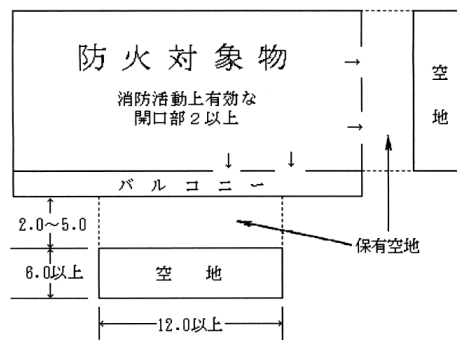 防火対象物
消防活動上有効な
開口部2以上
空
地
バルコニー
2.0〜5.0
保有空地
6.0以上
空地
12.0以上